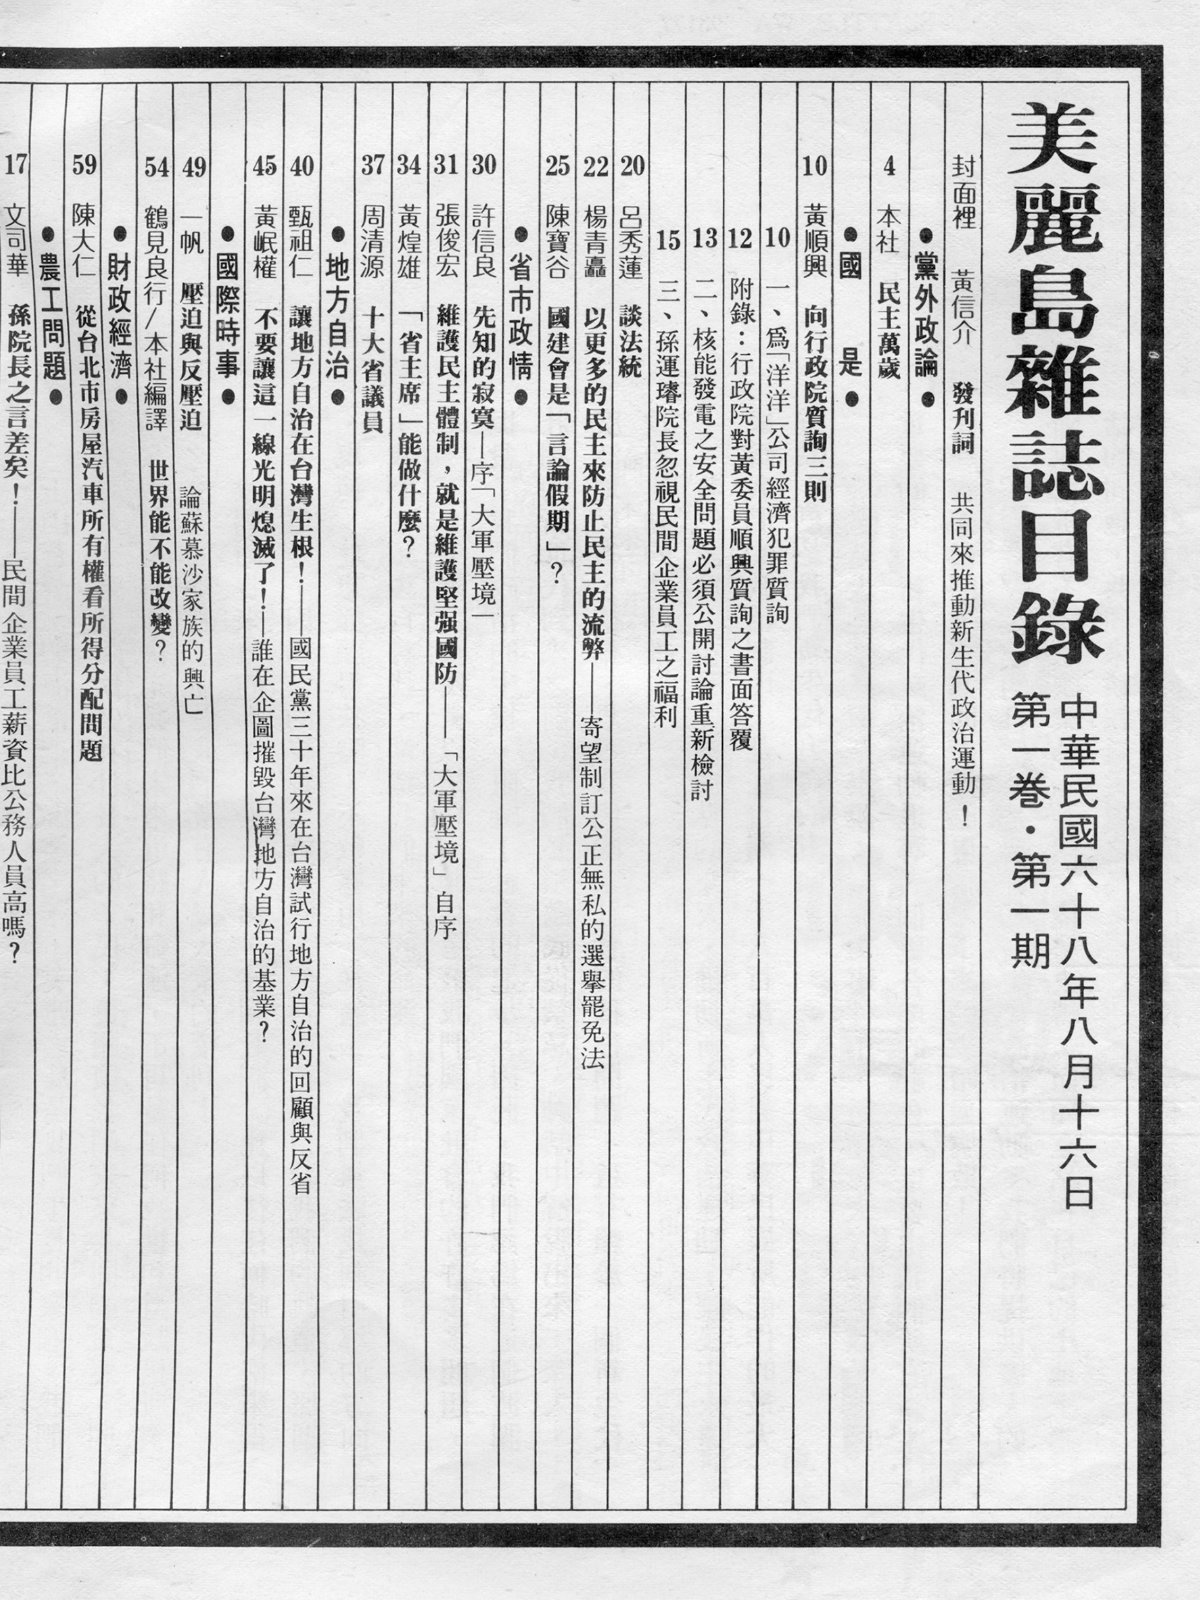 美麗島雜誌目錄
中華民國六十八年八月十六日
第一卷・第一期
封面裡 黃信介 發刊詞 共同來推動新生代政治運動！
●黨外政論●
4 本社 民主萬歲
●國是●
10 黃順興 向行政院質詢三則
10 一、爲「洋洋」公司經濟犯罪質詢
12 附錄：行政院對黃委員順興質詢之書面答覆
13 二、核能發電之安全問題必須公開討論重新檢討
15 三、孫運璿院長忽視民間企業員工之福利
20 呂秀蓮 談法統
22 楊青矗 以更多的民主來防止民主的流弊——寄望制訂公正無私的選舉罷免法
25 陳寶谷 國建會是「言論假期」？
●省市政情●
30 許信良 先知的寂寞—序「大軍壓境」
31 張俊宏 維護民主體制，就是維護堅强國防—「大軍壓境」自序
34 黃煌雄 「省主席」能做什麼？
37 周清源 十大省議員
●地方自治●
40 甄祖仁 讓地方自治在台灣生根！——國民黨三十年來在台灣試行地方自治的回顧與反省
45 黃岷權 不要讓這一線光明熄滅了！誰在企圖摧毀台灣地方自治的基業？
●國際時事●
49 一帆 壓迫與反壓迫 論蘇慕沙家族的興亡
54 鶴見良行/本社編譯 世界能不能改變？
●財政經濟●
59 陳大仁 從台北市房屋汽車所有權看所得分配問題
●農工問題●
17 文司華 孫院長之言差矣！——民間企業員工薪資比公務人員高嗎？